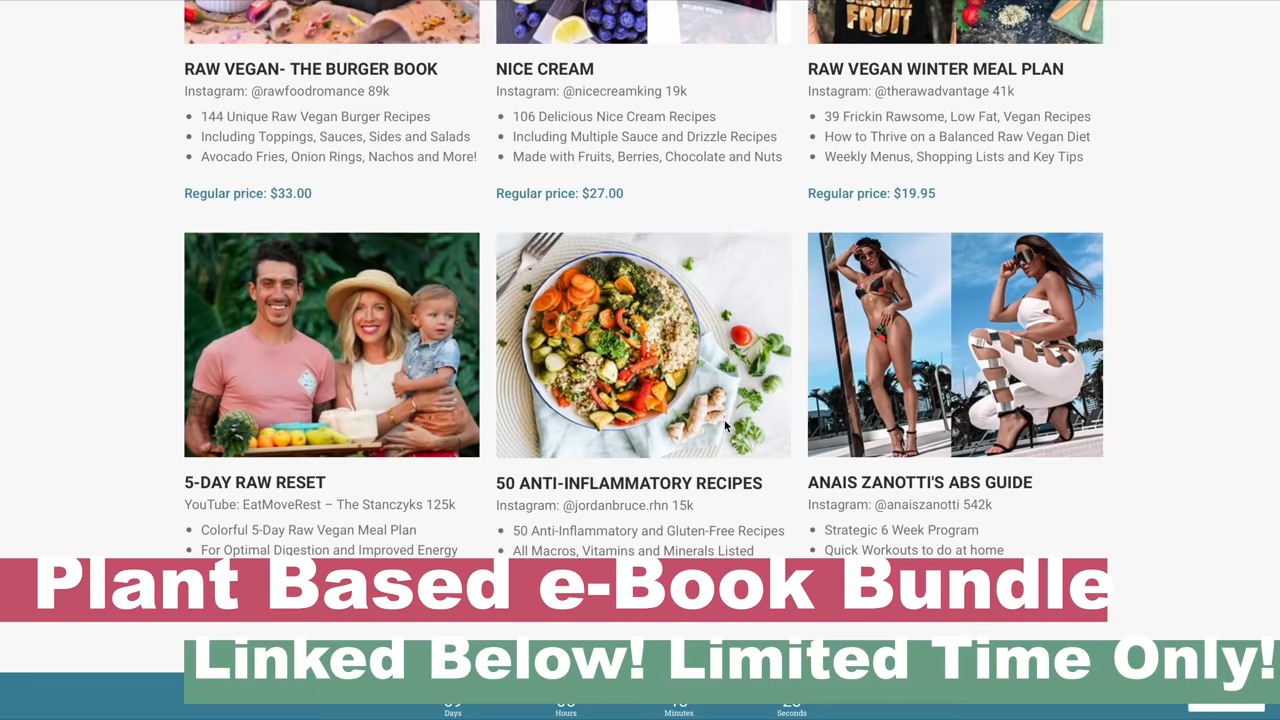 FRUIT
RAW VEGAN- THE BURGER BOOK
Instagram: @rawfoodromance 89k
• 144 Unique Raw Vegan Burger Recipes
• Including Toppings, Sauces, Sides and Salads
• Avocado Fries, Onion Rings, Nachos and More!
Regular price: $33.00
NICE CREAM
Instagram: @nicecreamking 19k
• 106 Delicious Nice Cream Recipes
• Including Multiple Sauce and Drizzle Recipes
• Made with Fruits, Berries, Chocolate and Nuts
Regular price: $27.00
RAW VEGAN WINTER MEAL PLAN
Instagram: @therawadvantage 41k
• 39 Frickin Rawsome, Low Fat, Vegan Recipes
• How to Thrive on a Balanced Raw Vegan Diet
• Weekly Menus, Shopping Lists and Key Tips
Regular price: $19.95
5-DAY RAW RESET
YouTube: EatMoveRest – The Stanczyks 125k
• Colorful 5-Day Raw Vegan Meal Plan
• For Optimal Digestion and Improved Energy
50 ANTI-INFLAMMATORY RECIPES
Instagram: @jordanbruce.rhn 15k
• 50 Anti-Inflammatory and Gluten-Free Recipes
• All Macros, Vitamins and Minerals Listed
ANAIS ZANOTTI'S ABS GUIDE
Instagram: @anaiszanotti 542k
• Strategic 6 Week Program
• Quick Workouts to do at home
Plant Based e-Book Bundle
Linked Below! Limited Time Only!
Days Hours Minutes Seconds